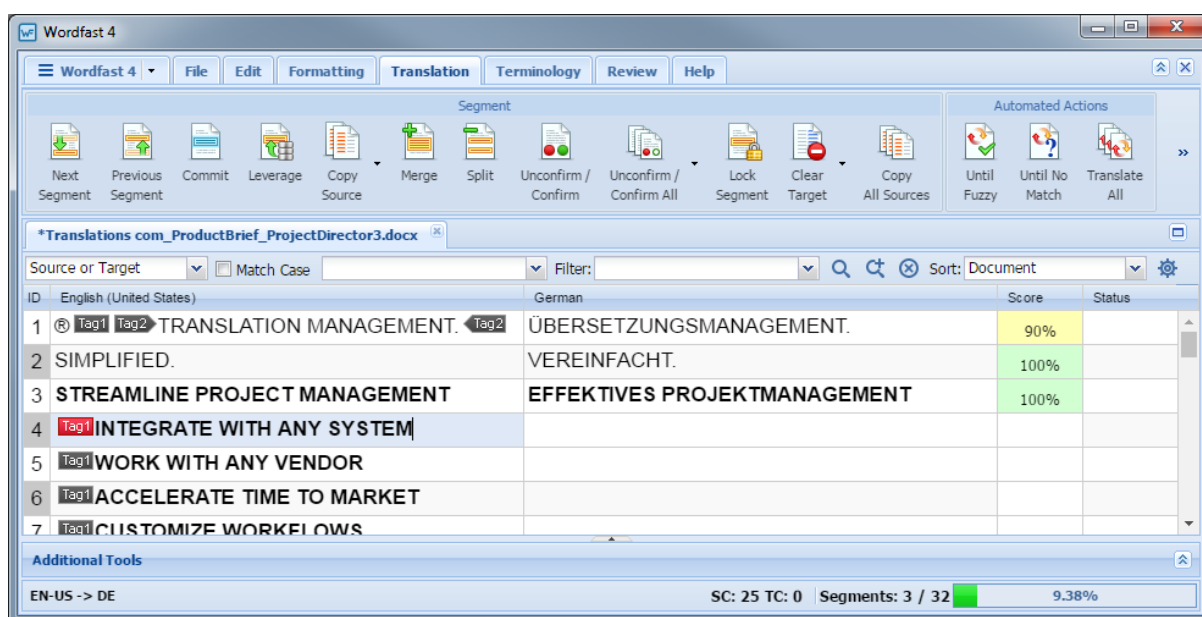 WF Wordfast 4
Wordfast 4 File Edit Formatting Translation Terminology Review Help
Segment Automated Actions
Next Segment Previous Segment Commit Leverage Copy Source Merge Split Unconfirm / Confirm Unconfirm / Confirm All Lock Segment Clear Target Copy All Sources Until Fuzzy Until No Match Translate All »
*Translations com_ProductBrief_ProjectDirector3.docx
Source or Target Match Case Filter: Sort: Document
ID English (United States) German Score Status
1 ® Tag1 Tag2 TRANSLATION MANAGEMENT. Tag2 ÜBERSETZUNGSMANAGEMENT. 90%
2 SIMPLIFIED. VEREINFACHT. 100%
3 STREAMLINE PROJECT MANAGEMENT EFFEKTIVES PROJEKTMANAGEMENT 100%
4 Tag1 INTEGRATE WITH ANY SYSTEM
5 Tag1 WORK WITH ANY VENDOR
6 Tag1 ACCELERATE TIME TO MARKET
7 Tag1 CUSTOMIZE WORKFLOWS
Additional Tools
EN-US -> DE SC: 25 TC: 0 Segments: 3 / 32 9.38%